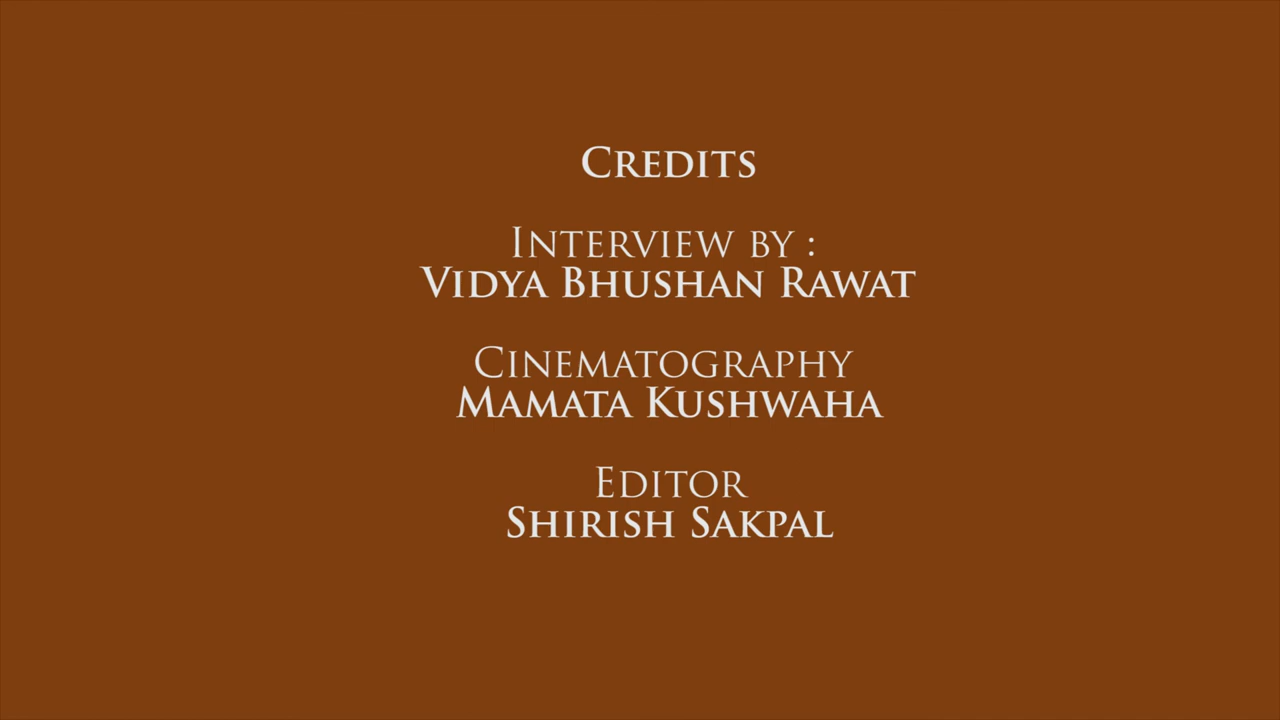 Credits
Interview by :
Vidya Bhushan Rawat
Cinematography
Mamata Kushwaha
Editor
Shirish Sakpal